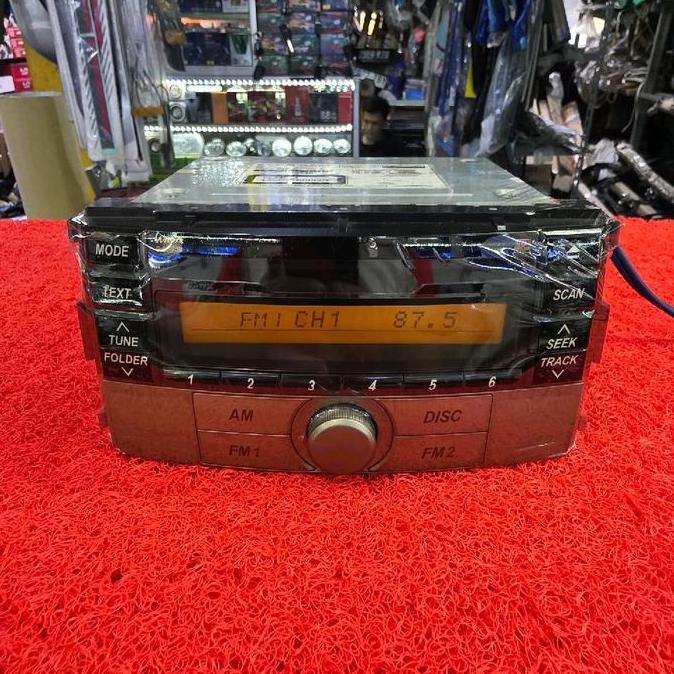 MODE
TEXT
SCAN
FM1 CH1 87.5
TUNE
FOLDER
SEEK
TRACK
1 2 3 4 5 6
AM
DISC
FM1
FM2